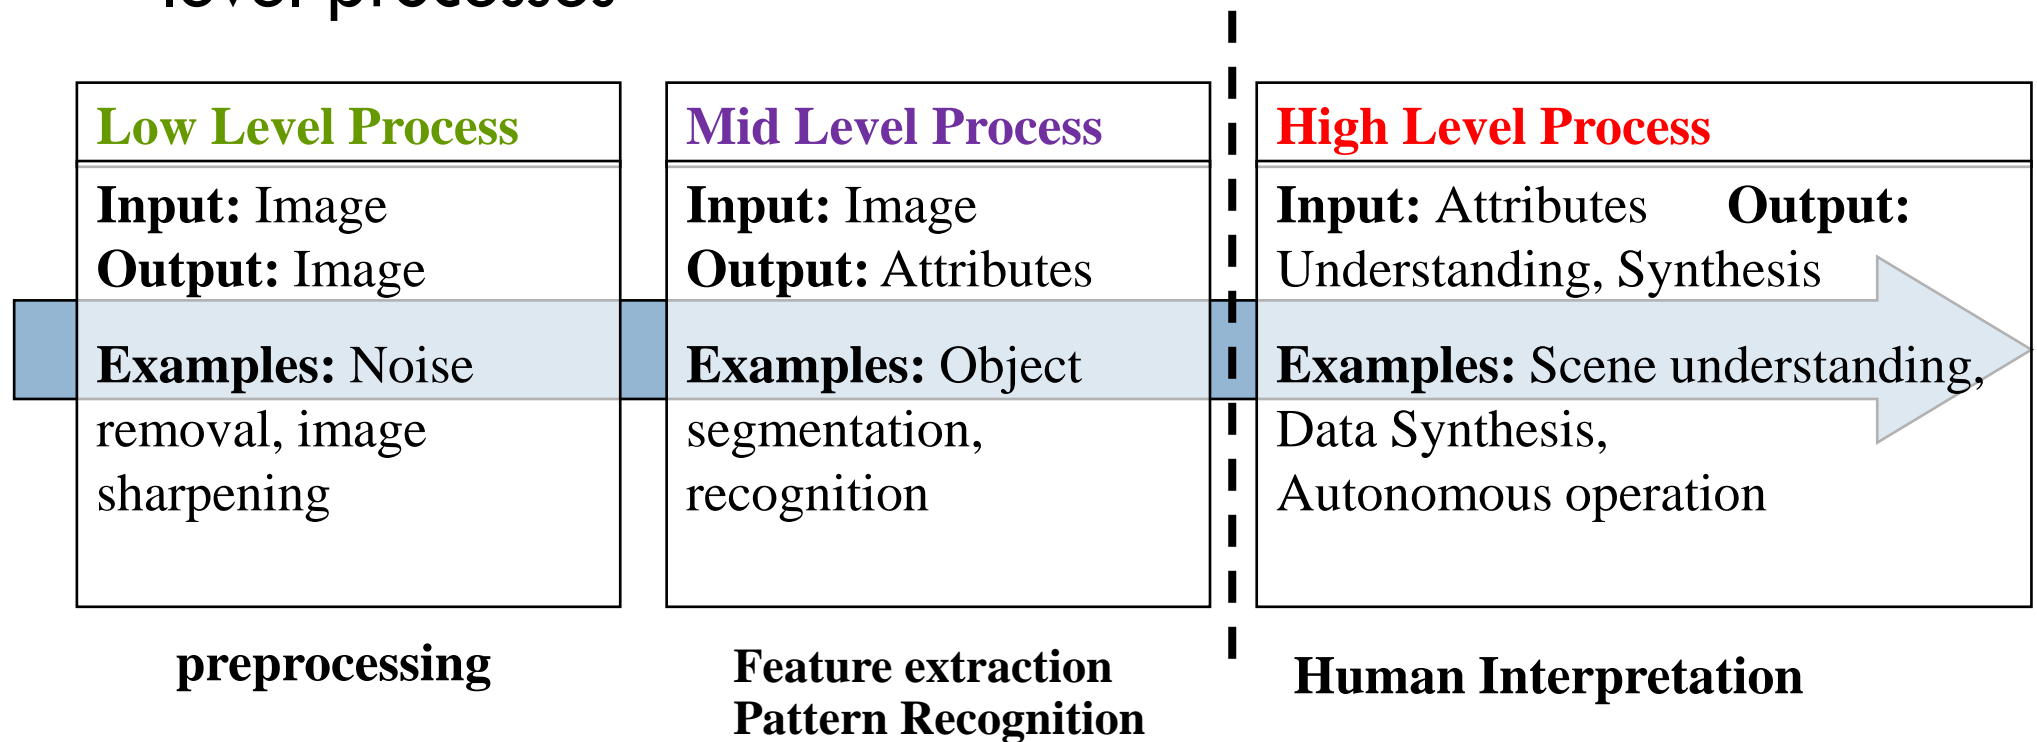 level processes
Low Level Process
Input: Image
Output: Image
Examples: Noise
removal, image
sharpening
preprocessing
Mid Level Process
Input: Image
Output: Attributes
Examples: Object
segmentation,
recognition
Feature extraction
Pattern Recognition
High Level Process
Input: Attributes Output:
Understanding, Synthesis
Examples: Scene understanding,
Data Synthesis,
Autonomous operation
Human Interpretation